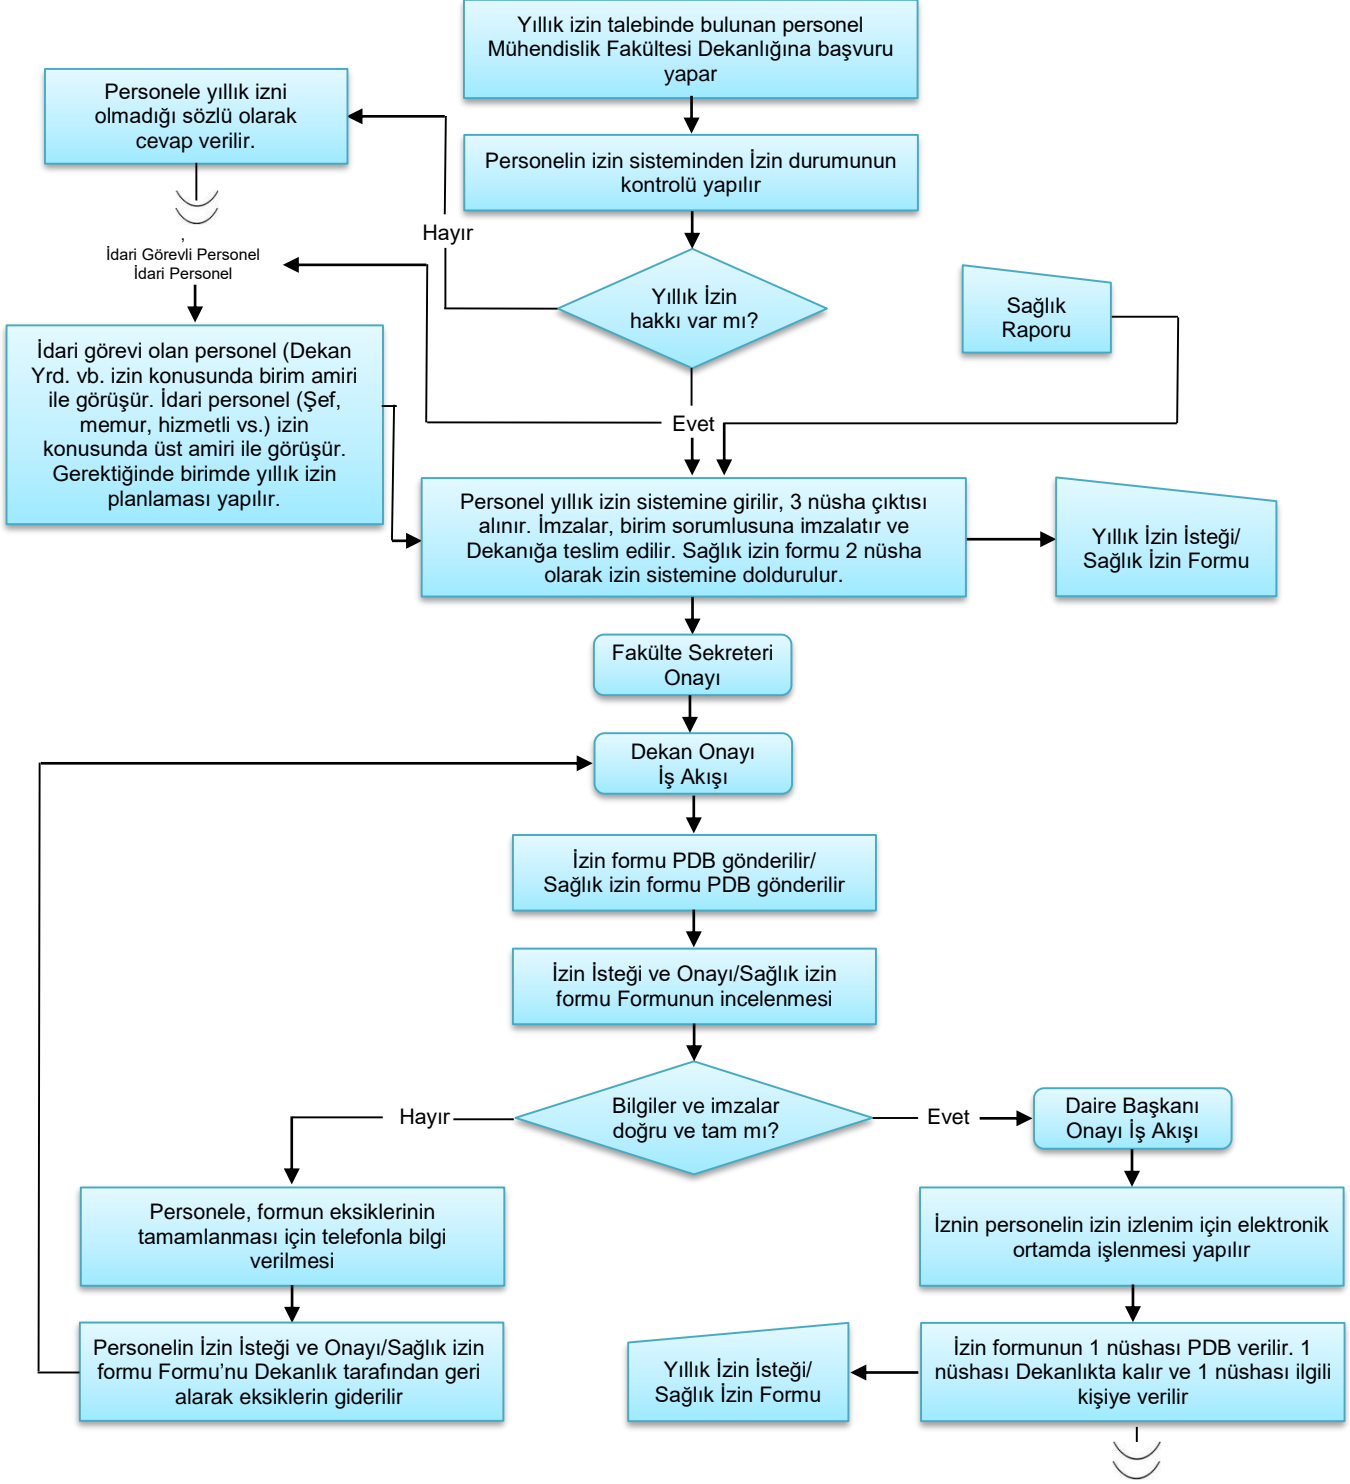 Yıllık izin talebinde bulunan personel
Mühendislik Fakültesi Dekanlığına başvuru
yapar
Personele yıllık izni
olmadığı sözlü olarak
cevap verilir.
Personelin izin sisteminden İzin durumunun
kontrolü yapılır
Hayır
,
İdari Görevli Personel
İdari Personel
Yıllık İzin
hakkı var mı?
Sağlık
Raporu
İdari görevi olan personel (Dekan
Yrd. vb. izin konusunda birim amiri
ile görüşür. İdari personel (Şef,
memur, hizmetli vs.) izin
konusunda üst amiri ile görüşür.
Gerektiğinde birimde yıllık izin
planlaması yapılır.
Evet
Personel yıllık izin sistemine girilir, 3 nüsha çıktısı
alınır. İmzalar, birim sorumlusuna imzalatır ve
Dekanığa teslim edilir. Sağlık izin formu 2 nüsha
olarak izin sistemine doldurulur.
Yıllık İzin İsteği/
Sağlık İzin Formu
Fakülte Sekreteri
Onayı
Dekan Onayı
İş Akışı
İzin formu PDB gönderilir/
Sağlık izin formu PDB gönderilir
İzin İsteği ve Onayı/Sağlık izin
formu Formunun incelenmesi
Bilgiler ve imzalar
doğru ve tam mı?
Hayır
Evet
Daire Başkanı
Onayı İş Akışı
Personele, formun eksiklerinin
tamamlanması için telefonla bilgi
verilmesi
İznin personelin izin izlenim için elektronik
ortamda işlenmesi yapılır
Personelin İzin İsteği ve Onayı/Sağlık izin
formu Formu’nu Dekanlık tarafından geri
alarak eksiklerin giderilir
Yıllık İzin İsteği/
Sağlık İzin Formu
İzin formunun 1 nüshası PDB verilir. 1
nüshası Dekanlıkta kalır ve 1 nüshası ilgili
kişiye verilir